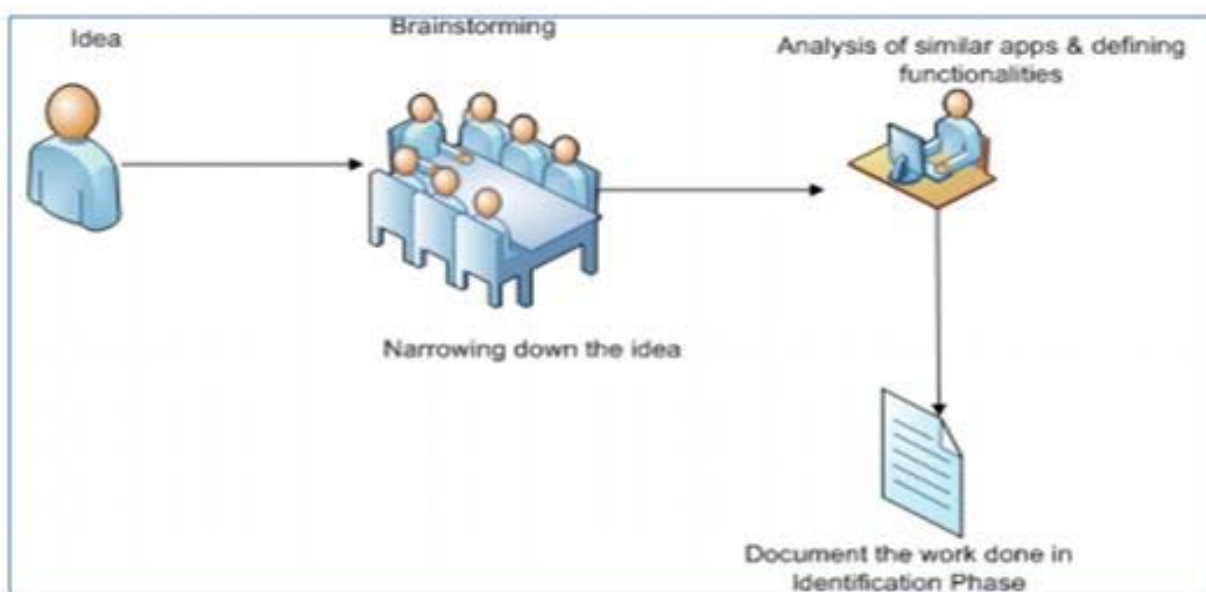 Idea
Brainstorming
Analysis of similar apps & defining
functionalities
Narrowing down the idea
Document the work done in
Identification Phase